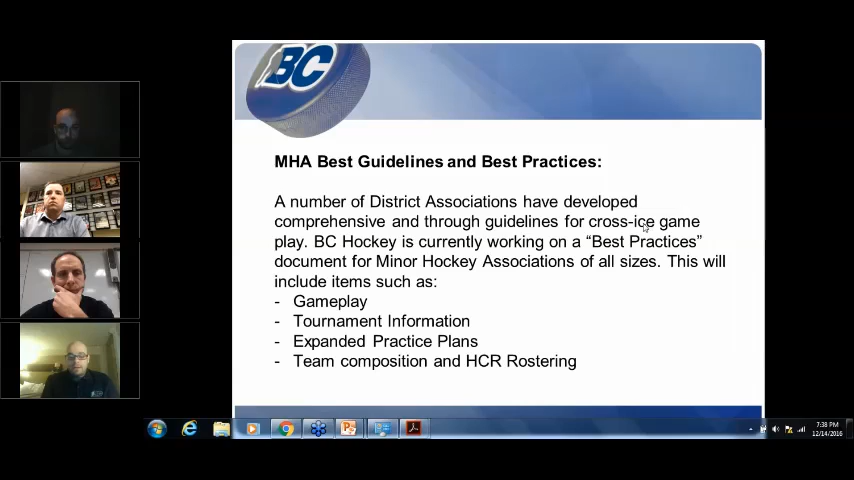 BC
MHA Best Guidelines and Best Practices:
A number of District Associations have developed
comprehensive and through guidelines for cross-ice game
play. BC Hockey is currently working on a “Best Practices”
document for Minor Hockey Associations of all sizes. This will
include items such as:
- Gameplay
- Tournament Information
- Expanded Practice Plans
- Team composition and HCR Rostering
7:38 PM
12/14/2016